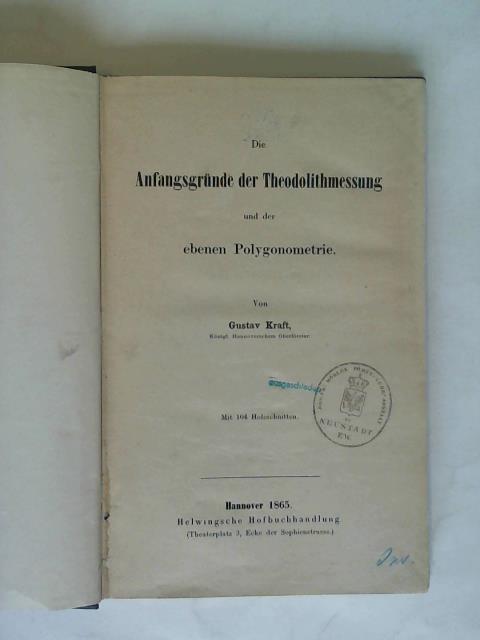 Die
Anfangsgründe der Theodolithmessung
und der
ebenen Polygonometrie.
Von
Gustav Kraft,
Königl. Hannoverschem Oberförster.
ausgeschieden
Mit 104 Holzschnitten.
NEUSTADT
E/W.
Hannover 1865.
Helwingsche Hofbuchhandlung
(Theaterplatz 3, Ecke der Sophienstrasse.)